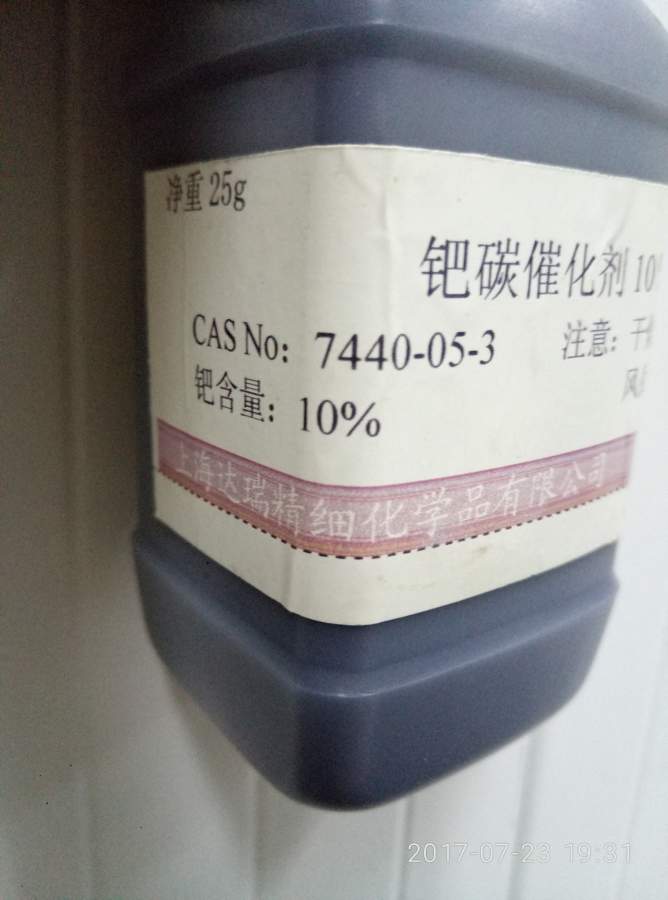 净重 25g
钯碳催化剂 10
CAS No: 7440-05-3
注意: 干
钯含量: 10%
上海达瑞精细化学品有限公司
2017-07-23 19:31